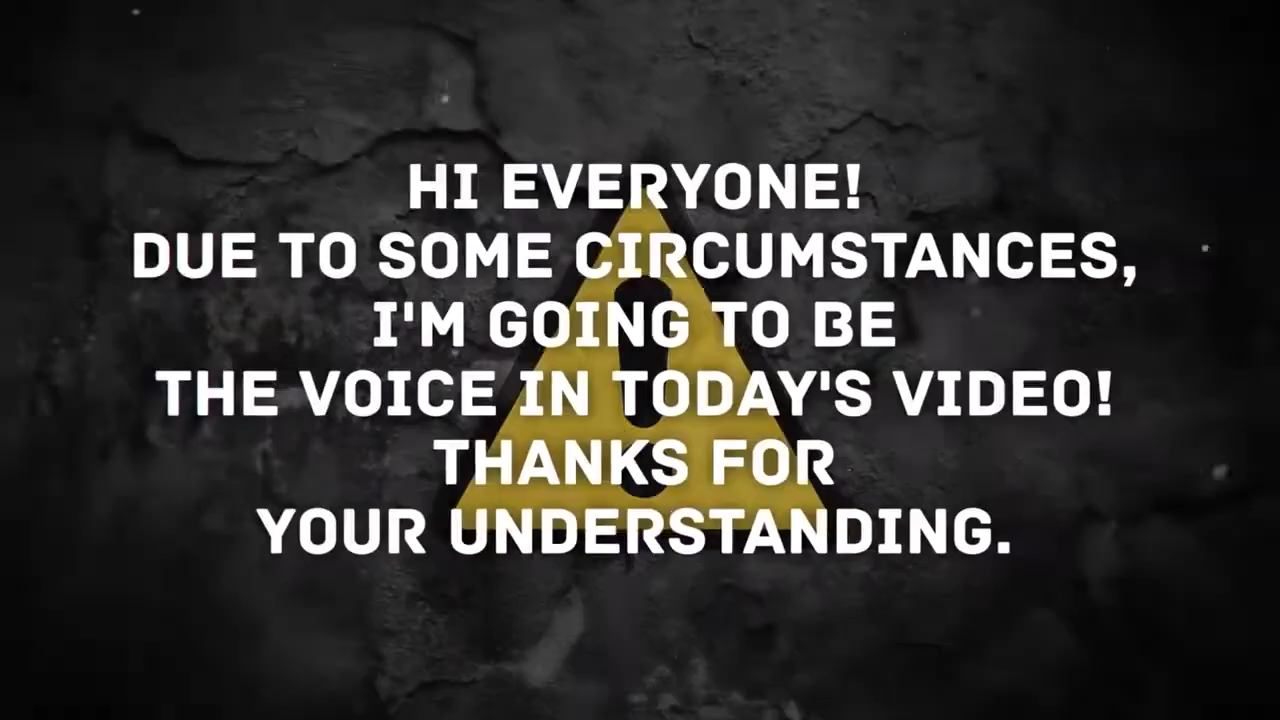 HI EVERYONE!
DUE TO SOME CIRCUMSTANCES,
I'M GOING TO BE
THE VOICE IN TODAY'S VIDEO!
THANKS FOR
YOUR UNDERSTANDING.